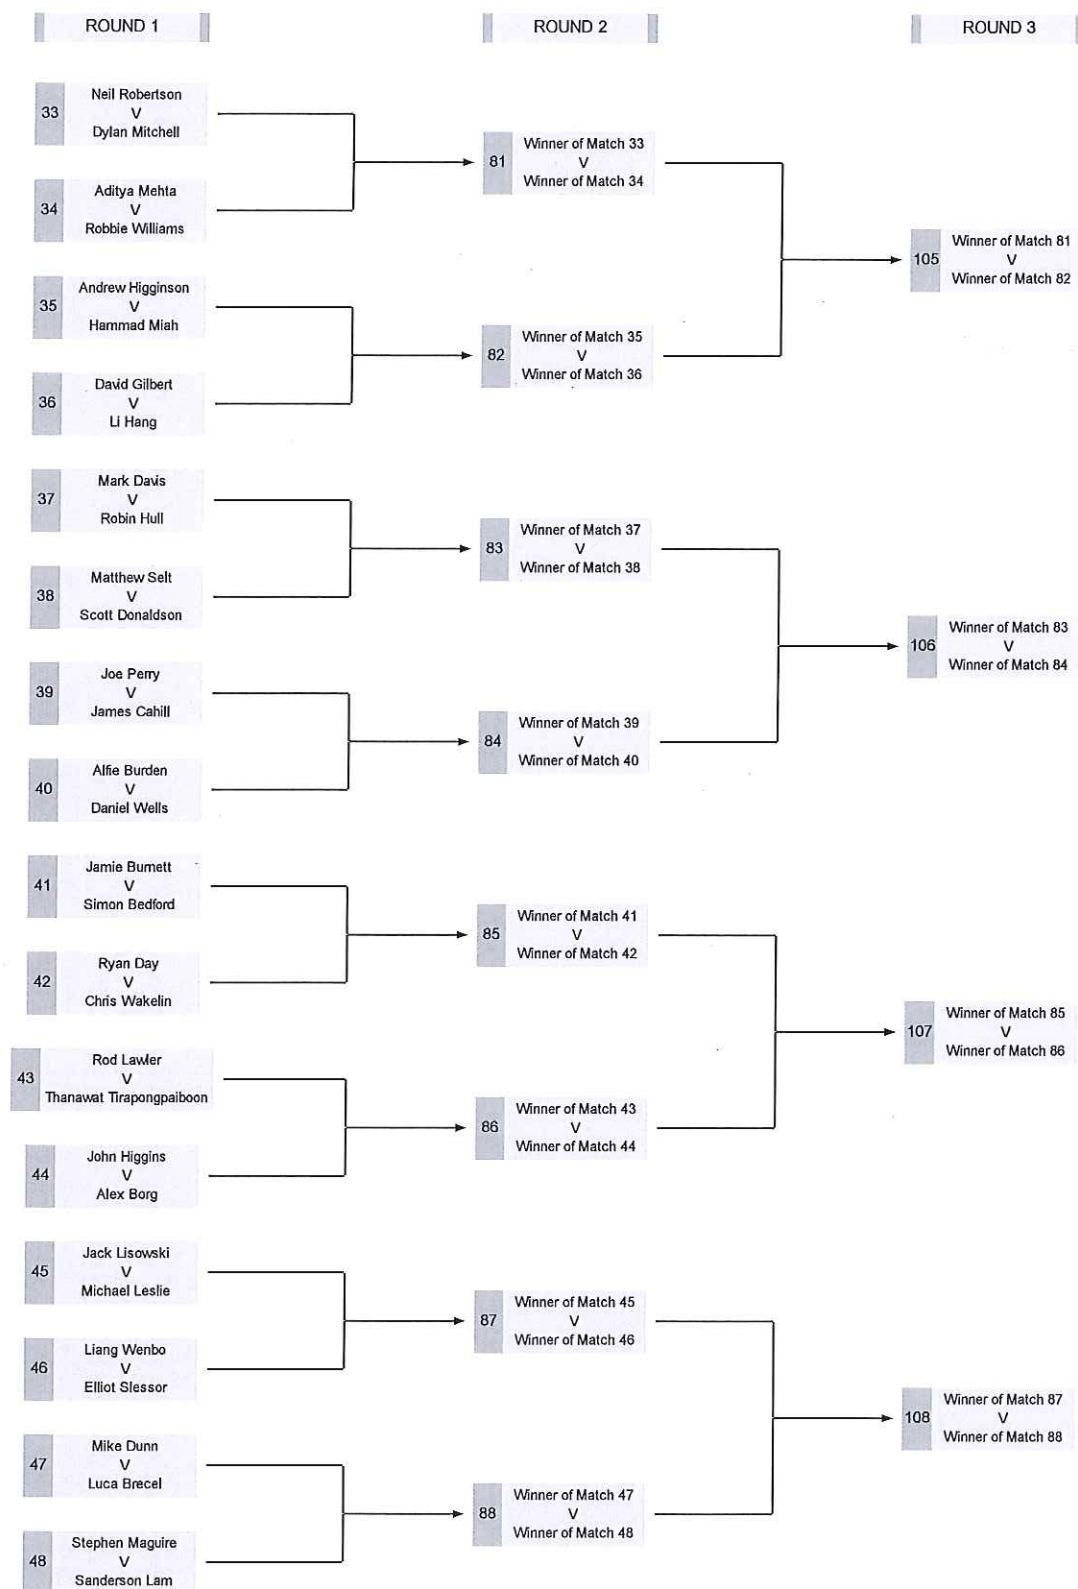 ROUND 1
ROUND 2
ROUND 3
33
Neil Robertson
V
Dylan Mitchell
34
Aditya Mehta
V
Robbie Williams
35
Andrew Higginson
V
Hammad Miah
36
David Gilbert
V
Li Hang
37
Mark Davis
V
Robin Hull
38
Matthew Selt
V
Scott Donaldson
39
Joe Perry
V
James Cahill
40
Alfie Burden
V
Daniel Wells
41
Jamie Burnett
V
Simon Bedford
42
Ryan Day
V
Chris Wakelin
43
Rod Lawler
V
Thanawat Tirapongpaiboon
44
John Higgins
V
Alex Borg
45
Jack Lisowski
V
Michael Leslie
46
Liang Wenbo
V
Elliot Slessor
47
Mike Dunn
V
Luca Brecel
48
Stephen Maguire
V
Sanderson Lam
81
Winner of Match 33
V
Winner of Match 34
82
Winner of Match 35
V
Winner of Match 36
83
Winner of Match 37
V
Winner of Match 38
84
Winner of Match 39
V
Winner of Match 40
85
Winner of Match 41
V
Winner of Match 42
86
Winner of Match 43
V
Winner of Match 44
87
Winner of Match 45
V
Winner of Match 46
88
Winner of Match 47
V
Winner of Match 48
105
Winner of Match 81
V
Winner of Match 82
106
Winner of Match 83
V
Winner of Match 84
107
Winner of Match 85
V
Winner of Match 86
108
Winner of Match 87
V
Winner of Match 88